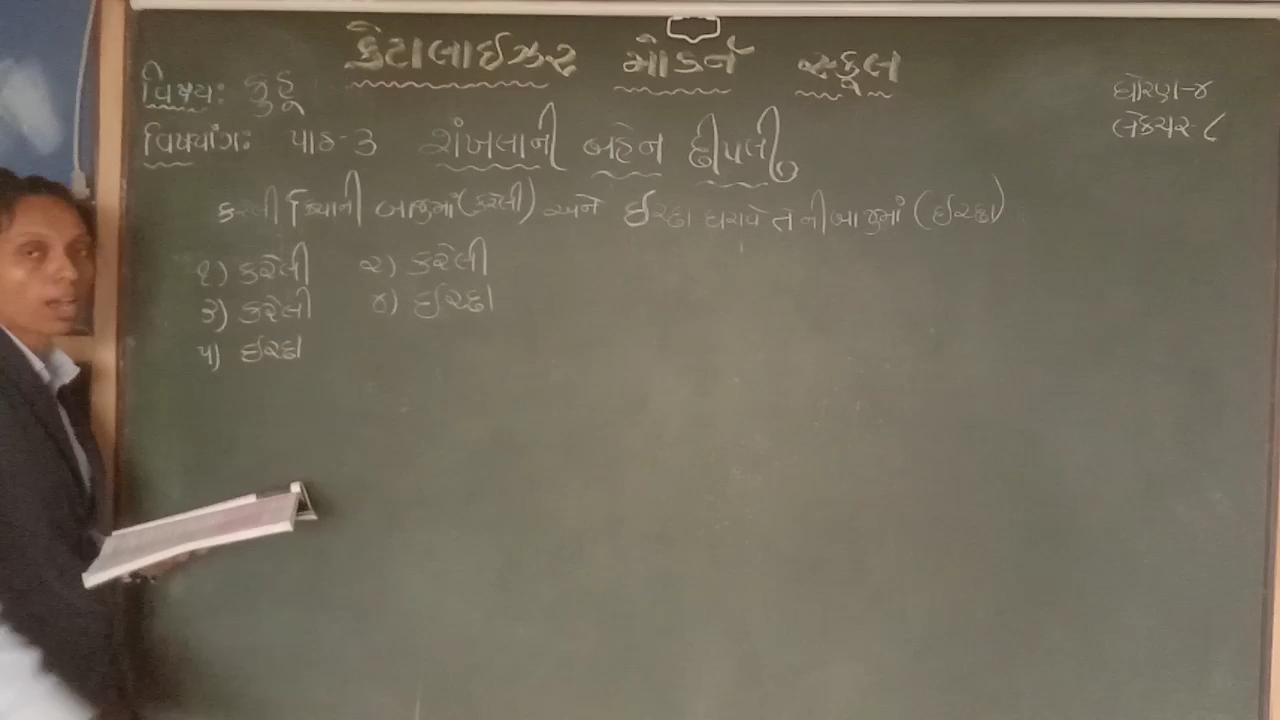 કેટાલાઈઝર મોડર્ન સ્કૂલ
વિષય: કુહૂ
ધોરણ-૪
લેક્ચર-૮
વિષયાંગ: પાઠ-૩ શંખલાની બહેન છીપલી
કરેલી ક્રિયાની બાજુમાં (કરેલી) અને ઈચ્છા ધરાવે તેની બાજુમાં (ઈચ્છા)
૧) કરેલી ૨) કરેલી
૩) કરેલી ૪) ઈચ્છા
૫) ઈચ્છા